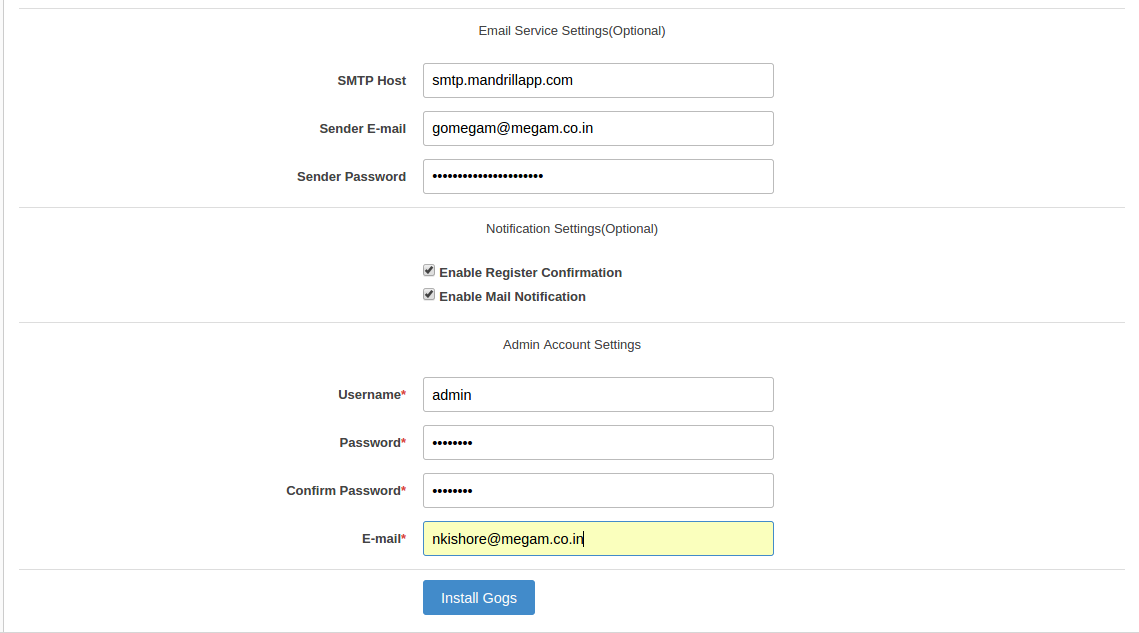 Email Service Settings(Optional)
SMTP Host smtp.mandrillapp.com
Sender E-mail gomegam@megam.co.in
Sender Password ••••••••••••••••••••••
Notification Settings(Optional)
Enable Register Confirmation
Enable Mail Notification
Admin Account Settings
Username* admin
Password* ••••••••
Confirm Password* ••••••••
E-mail* nkishore@megam.co.in
Install Gogs